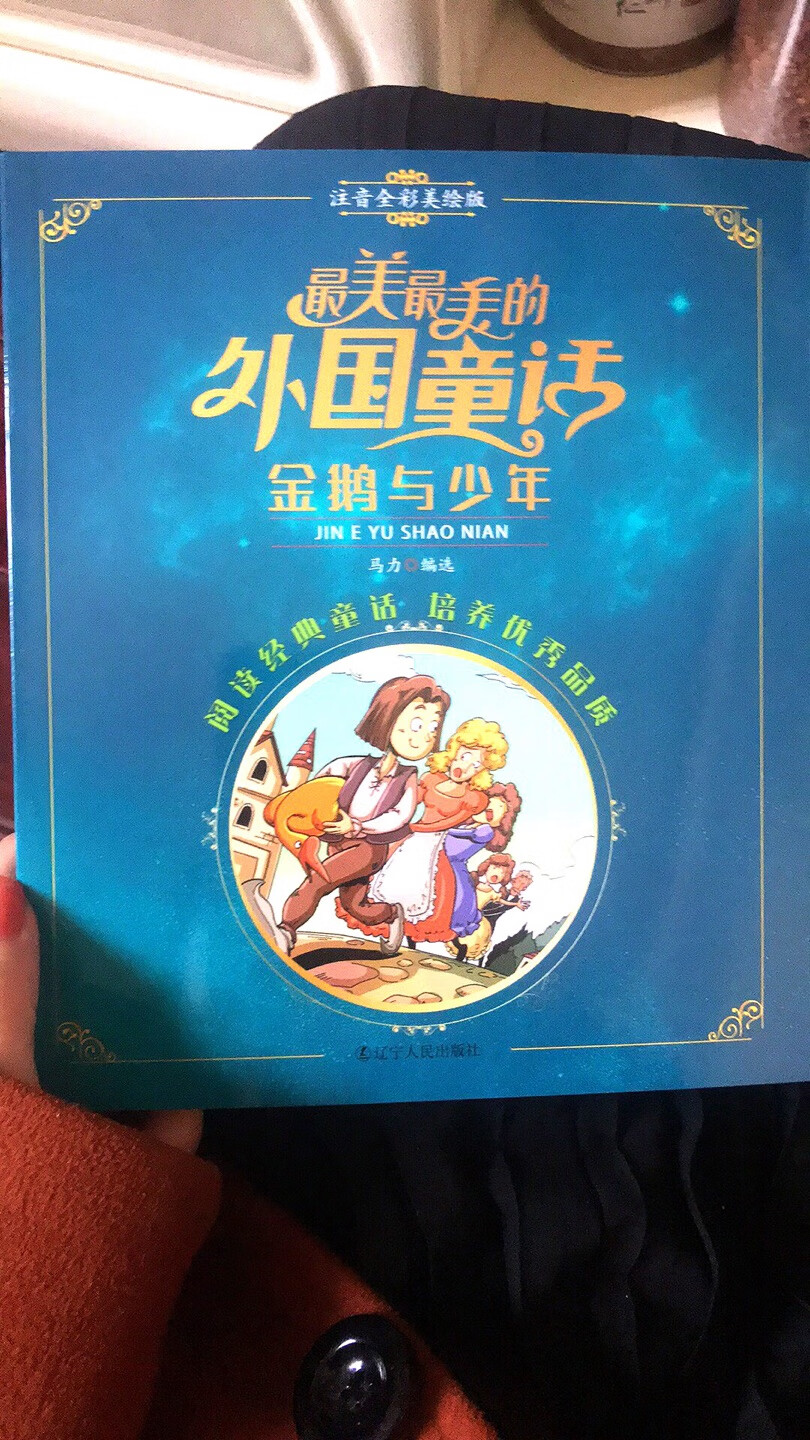 注音全彩美绘版
最美最美的
外国童话
金鹅与少年
JIN E YU SHAO NIAN
马力 编选
阅读经典童话 培养优秀品质
辽宁人民出版社